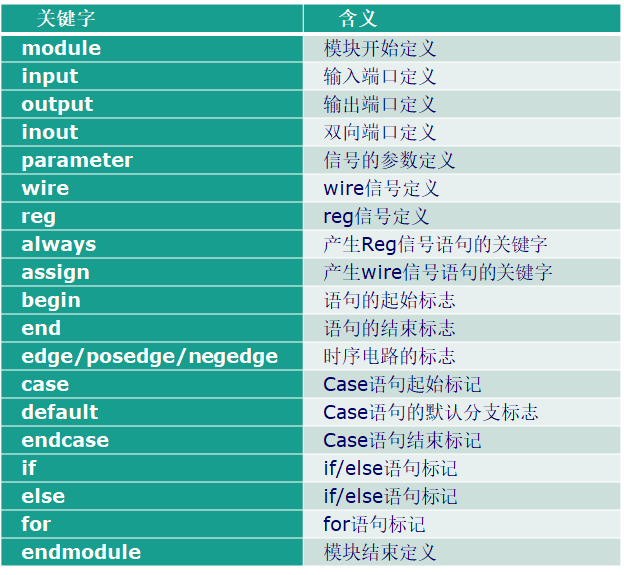 关键字 含义
module 模块开始定义
input 输入端口定义
output 输出端口定义
inout 双向端口定义
parameter 信号的参数定义
wire wire信号定义
reg reg信号定义
always 产生Reg信号语句的关键字
assign 产生wire信号语句的关键字
begin 语句的起始标志
end 语句的结束标志
edge/posedge/negedge 时序电路的标志
case Case语句起始标记
default Case语句的默认分支标志
endcase Case语句结束标记
if if/else语句标记
else if/else语句标记
for for语句标记
endmodule 模块结束定义